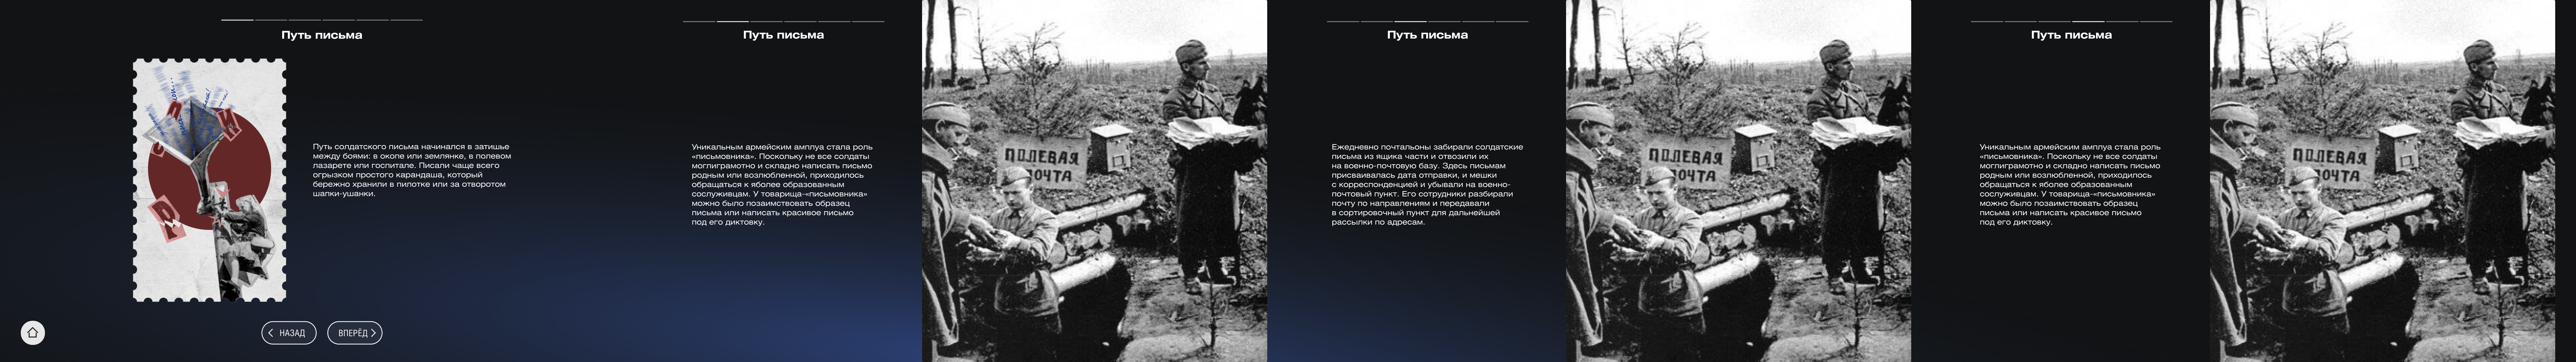 Путь письма
Путь солдатского письма начинался в затишье
между боями: в окопе или землянке, в полевом
лазарете или госпитале. Писали чаще всего
огрызком простого карандаша, который
бережно хранили в пилотке или за отворотом
шапки-ушанки.
НАЗАД
ВПЕРЁД
Путь письма
Уникальным армейским амплуа стала роль
«письмовника». Поскольку не все солдаты
моглиграмотно и складно написать письмо
родным или возлюбленной, приходилось
обращаться к яболее образованным
сослуживцам. У товарища-«письмовника»
можно было позаимствовать образец
письма или написать красивое письмо
под его диктовку.
ПОЛЕВАЯ
ПОЧТА
Путь письма
Ежедневно почтальоны забирали солдатские
письма из ящика части и отвозили их
на военно-почтовую базу. Здесь письмам
присваивалась дата отправки, и мешки
с корреспонденцией и убывали на военно-
почтовый пункт. Его сотрудники разбирали
почту по направлениям и передавали
в сортировочный пункт для дальнейшей
рассылки по адресам.
ПОЛЕВАЯ
ПОЧТА
Путь письма
Уникальным армейским амплуа стала роль
«письмовника». Поскольку не все солдаты
моглиграмотно и складно написать письмо
родным или возлюбленной, приходилось
обращаться к яболее образованным
сослуживцам. У товарища-«письмовника»
можно было позаимствовать образец
письма или написать красивое письмо
под его диктовку.
ПОЛЕВАЯ
ПОЧТА